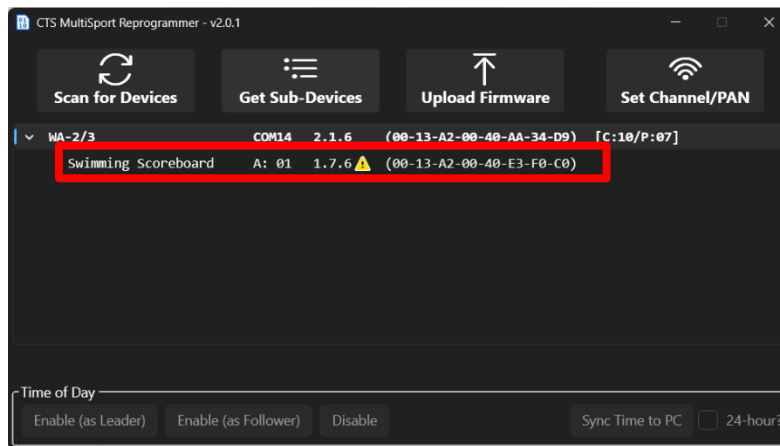 CTS MultiSport Reprogrammer - v2.0.1
Scan for Devices Get Sub-Devices Upload Firmware Set Channel/PAN
WA-2/3 COM14 2.1.6 (00-13-A2-00-40-AA-34-D9) [C:10/P:07]
Swimming Scoreboard A: 01 1.7.6 (00-13-A2-00-40-E3-F0-C0)
Time of Day
Enable (as Leader) Enable (as Follower) Disable Sync Time to PC 24-hour?